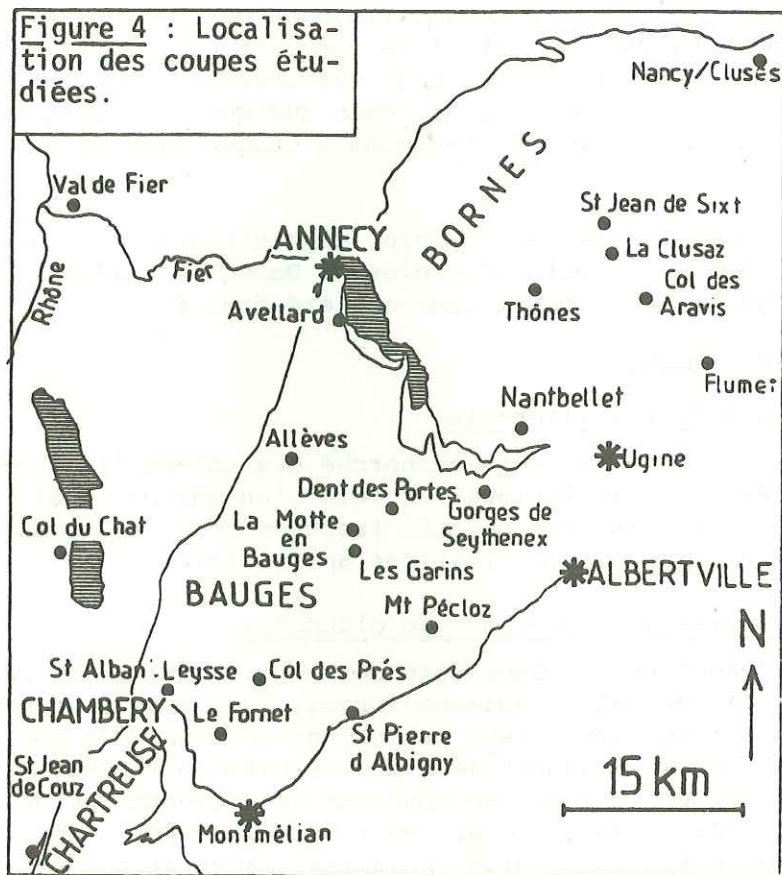 Figure 4 : Localisa-
tion des coupes étu-
diées.
Nancy/Cluses
BORNES
Val de Fier
St Jean de Sixt
ANNECY
La Clusaz
Fier
Col des
Aravis
Rhône
Avellard
Thônes
Flumet
Nantbellet
Allèves
Ugine
Dent des Portes
Gorges de
Seythenex
Col du Chat
La Motte
en
Bauges
Les Garins
ALBERTVILLE
BAUGES
Mt Pécloz
N
St Alban Leysse
Col des Prés
CHAMBERY
Le Fornet
St Pierre
d Albigny
St Jean
de Couz
CHARTREUSE
15 km
Montmélian